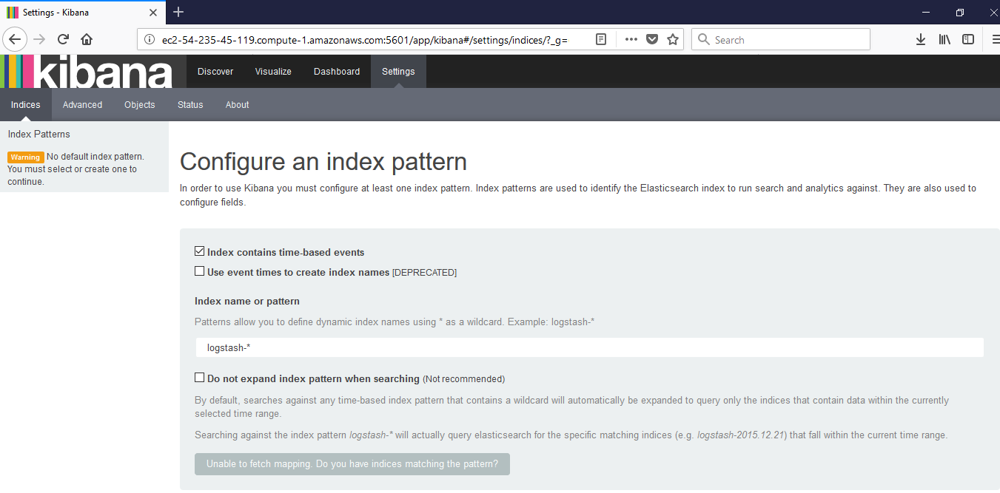 Settings - Kibana
ec2-54-235-45-119.compute-1.amazonaws.com:5601/app/kibana#/settings/indices/?_g=
Search
kibana
Discover
Visualize
Dashboard
Settings
Indices
Advanced
Objects
Status
About
Index Patterns
Warning No default index pattern.
You must select or create one to
continue.
Configure an index pattern
In order to use Kibana you must configure at least one index pattern. Index patterns are used to identify the Elasticsearch index to run search and analytics against. They are also used to
configure fields.
Index contains time-based events
Use event times to create index names [DEPRECATED]
Index name or pattern
Patterns allow you to define dynamic index names using * as a wildcard. Example: logstash-*
logstash-*
Do not expand index pattern when searching (Not recommended)
By default, searches against any time-based index pattern that contains a wildcard will automatically be expanded to query only the indices that contain data within the currently
selected time range.
Searching against the index pattern logstash-* will actually query elasticsearch for the specific matching indices (e.g. logstash-2015.12.21) that fall within the current time range.
Unable to fetch mapping. Do you have indices matching the pattern?